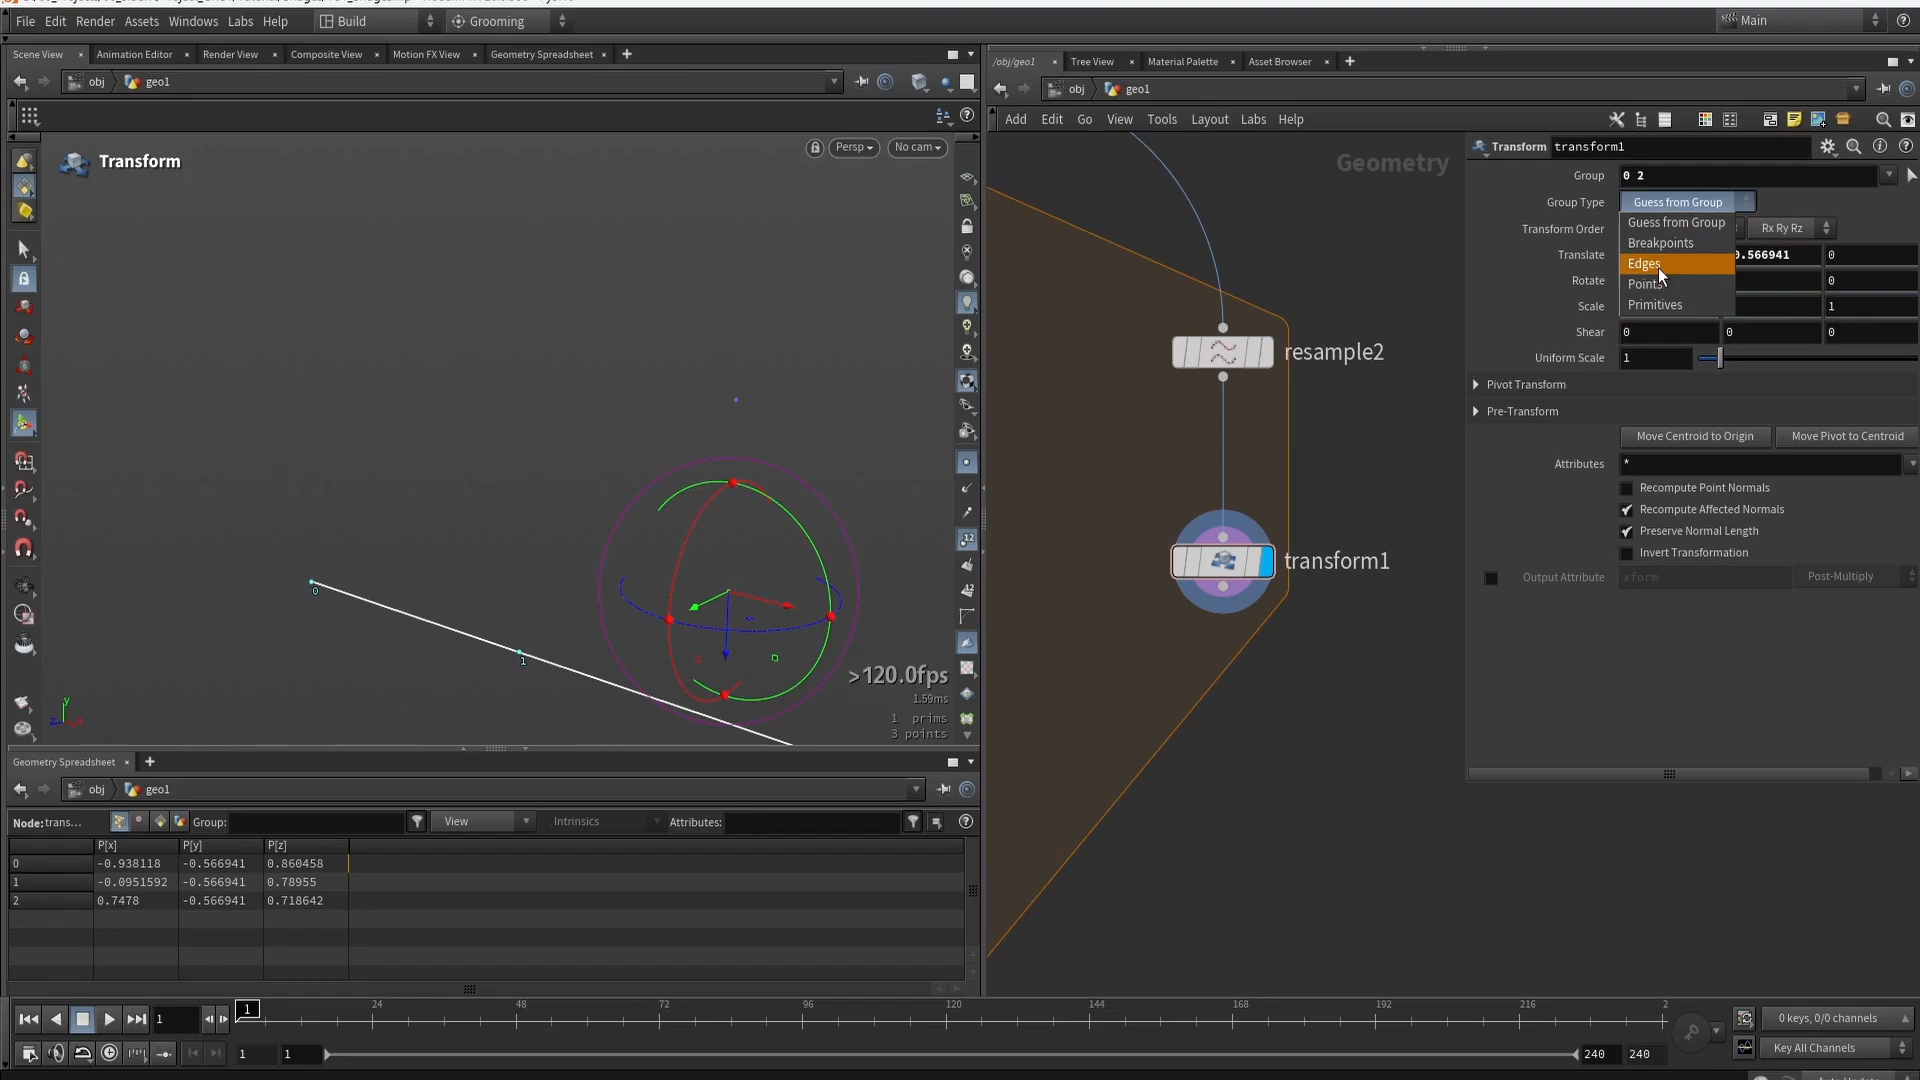 File Edit Render Assets Windows Labs Help Build Grooming Main
Scene View Animation Editor Render View Composite View Motion FX View Geometry Spreadsheet
/obj/geo1 Tree View Material Palette Asset Browser
obj geo1
obj geo1
Add Edit Go View Tools Layout Labs Help
Transform
Persp No cam
Geometry
Transform transform1
Group 0 2
Group Type Guess from Group
Guess from Group
Breakpoints
Edges
Points
Primitives
Transform Order Rx Ry Rz
Translate 0.566941 0
Rotate 0
Scale 1
Shear 0 0 0
Uniform Scale 1
Pivot Transform
Pre-Transform
Move Centroid to Origin Move Pivot to Centroid
Attributes *
Recompute Point Normals
Recompute Affected Normals
Preserve Normal Length
Invert Transformation
Output Attribute xform Post-Multiply
resample2
transform1
0
1
>120.0fps
1.59ms
1 prims
3 points
y
z x
Geometry Spreadsheet
obj geo1
Node: trans... Group: View Intrinsics Attributes:
P[x] P[y] P[z]
0 -0.938118 -0.566941 0.860458
1 -0.0951592 -0.566941 0.78955
2 0.7478 -0.566941 0.718642
1 1 24 48 72 96 120 144 168 192 216 2
0 keys, 0/0 channels
1 1 240 240 Key All Channels